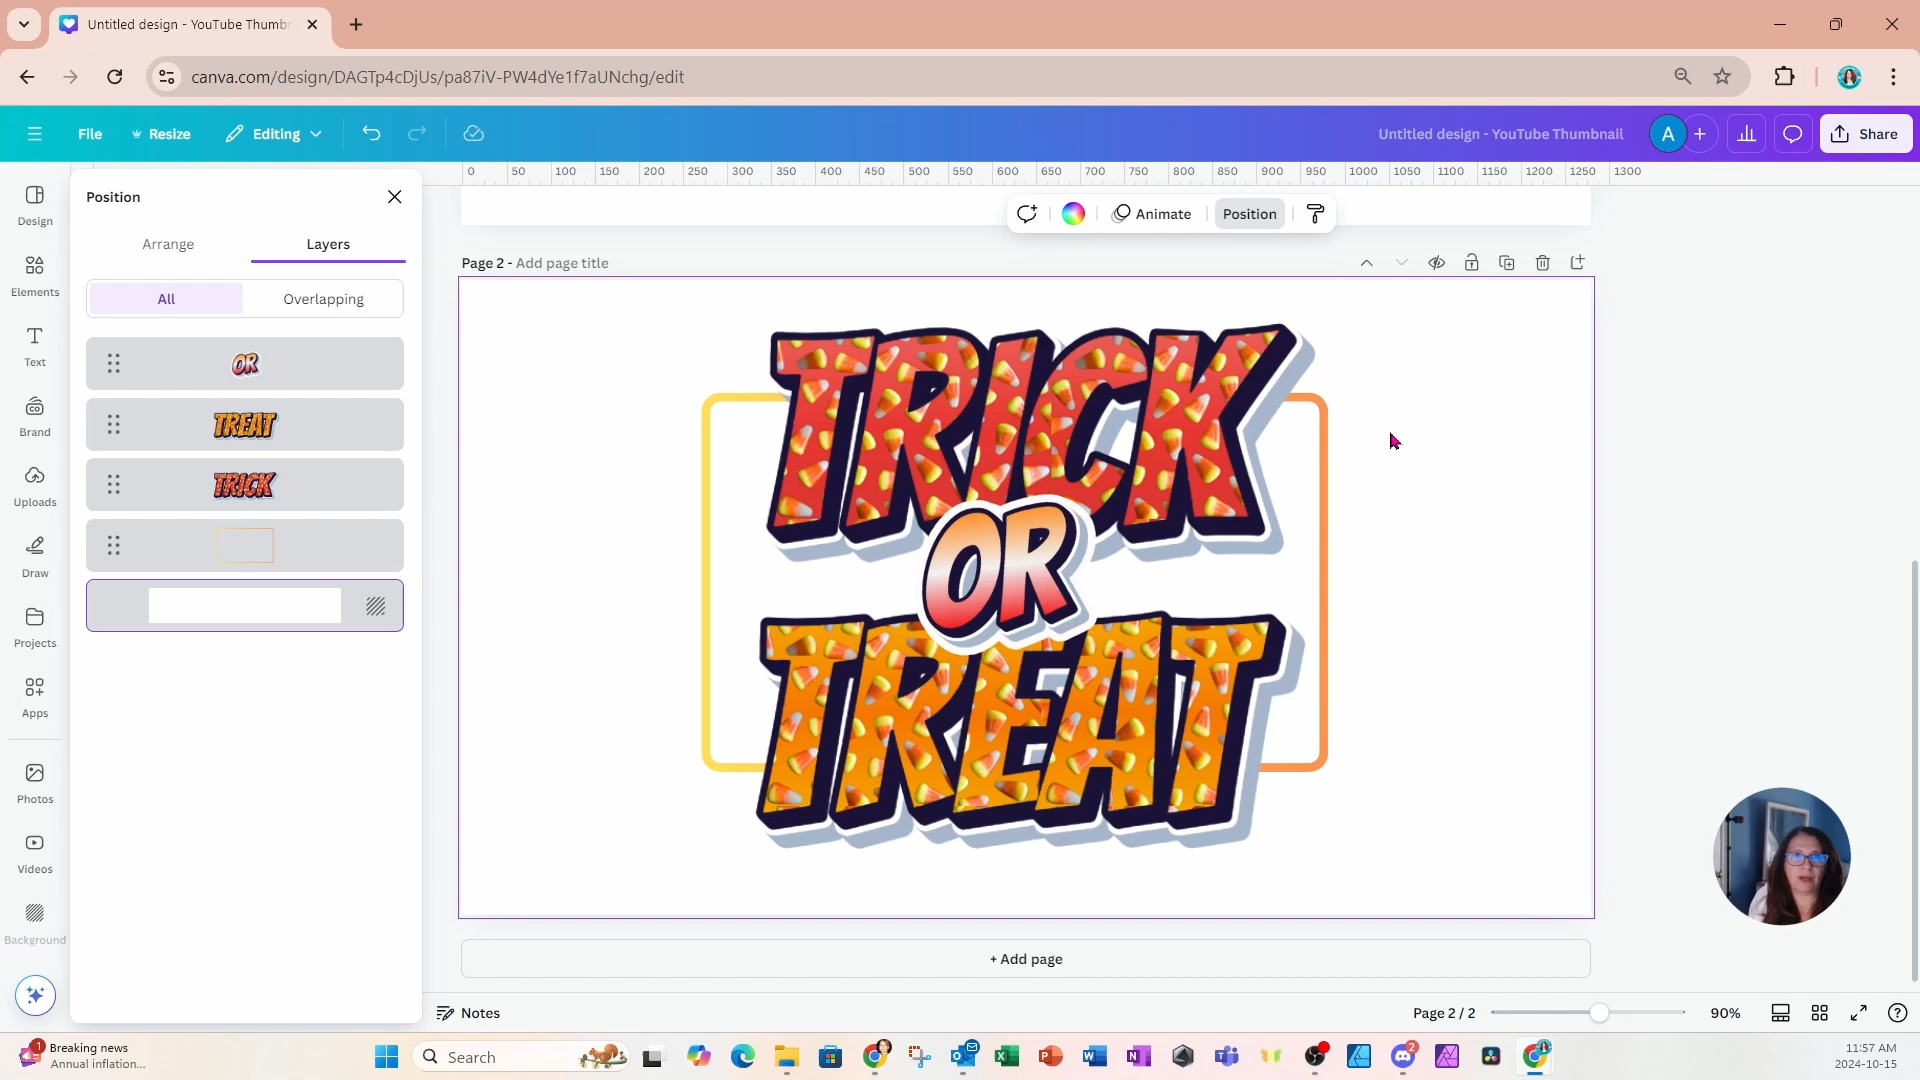 Untitled design - YouTube Thumb
canva.com/design/DAGTp4cDjUs/pa87iV-PW4dYe1f7aUNchg/edit
File
Resize
Editing
Untitled design - YouTube Thumbnail
A
Share
Design
Elements
Text
Brand
Uploads
Draw
Projects
Apps
Photos
Videos
Background
Position
Arrange
Layers
All
Overlapping
OR
TREAT
TRICK
0 50 100 150 200 250 300 350 400 450 500 550 600 650 700 750 800 850 900 950 1000 1050 1100 1150 1200 1250 1300
Animate
Position
Page 2 - Add page title
TRICK
OR
TREAT
+ Add page
Notes
Page 2 / 2
90%
1
Breaking news
Annual inflation...
Search
2
11:57 AM
2024-10-15